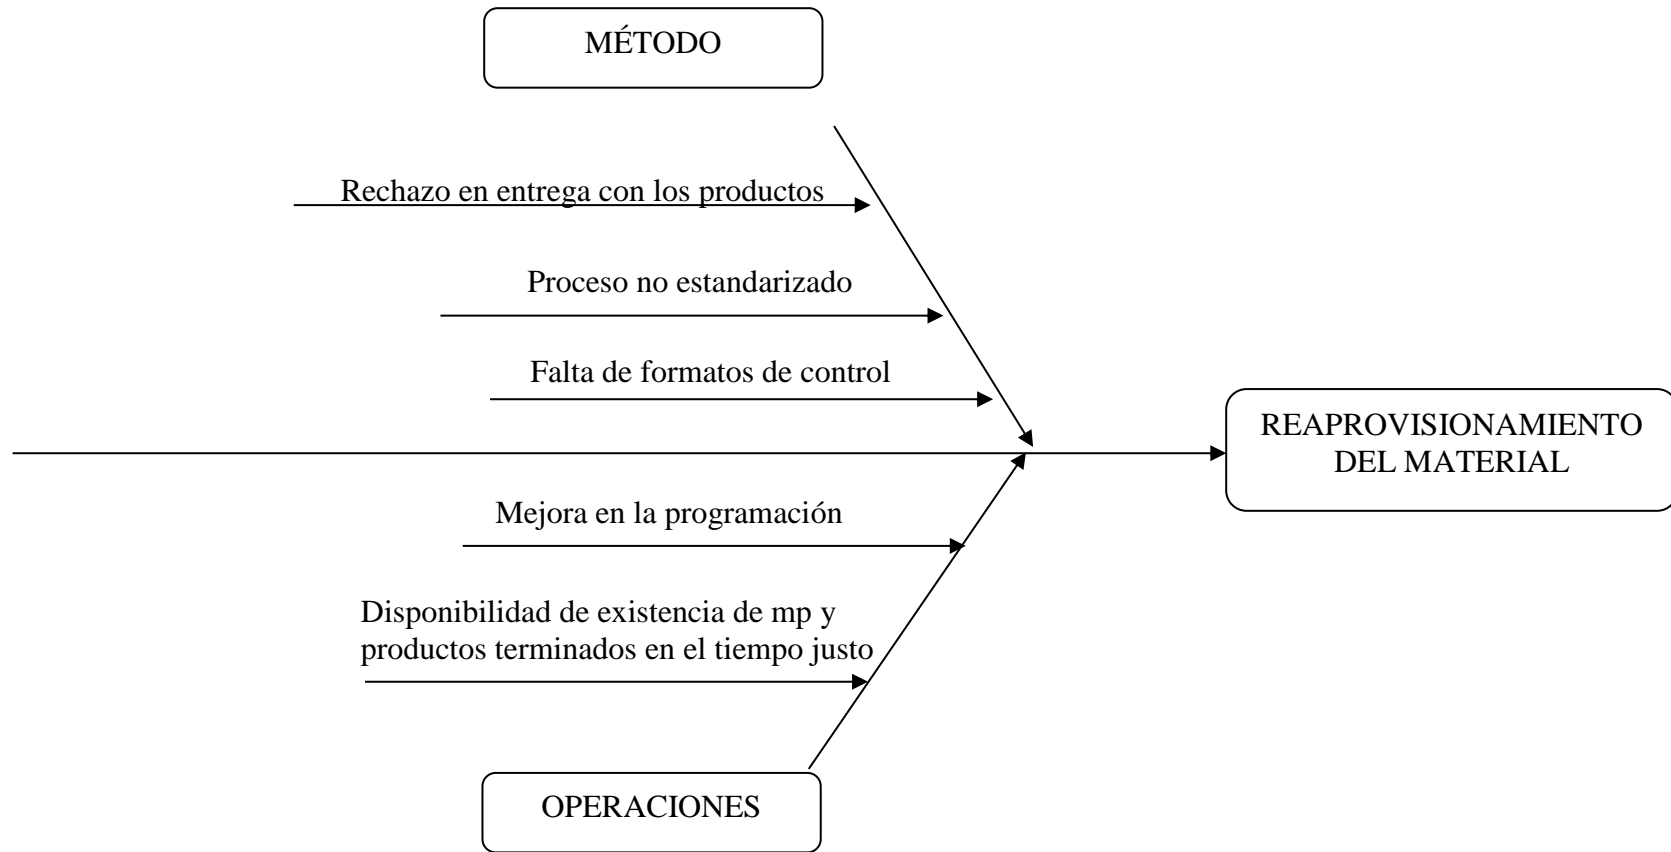 MÉTODO
Rechazo en entrega con los productos
Proceso no estandarizado
Falta de formatos de control
REAPROVISIONAMIENTO
DEL MATERIAL
Mejora en la programación
Disponibilidad de existencia de mp y
productos terminados en el tiempo justo
OPERACIONES